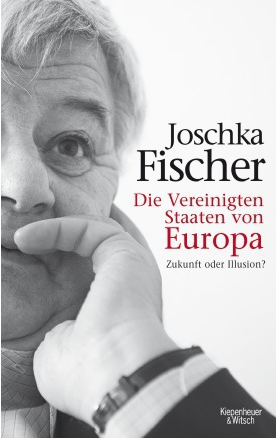 Joschka
Fischer
Die Vereinigten
Staaten von
Europa
Zukunft oder Illusion?
Kiepenheuer
&Witsch